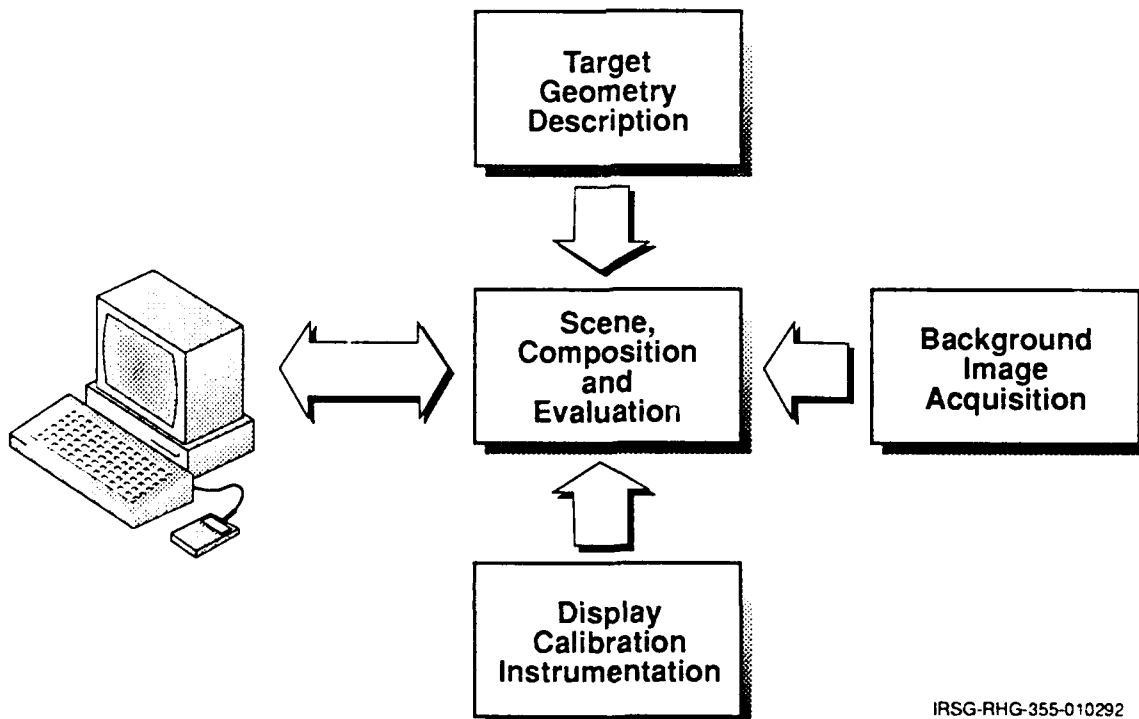 Target
Geometry
Description
Scene,
Composition
and
Evaluation
Background
Image
Acquisition
Display
Calibration
Instrumentation
IRSG-RHG-355-010292